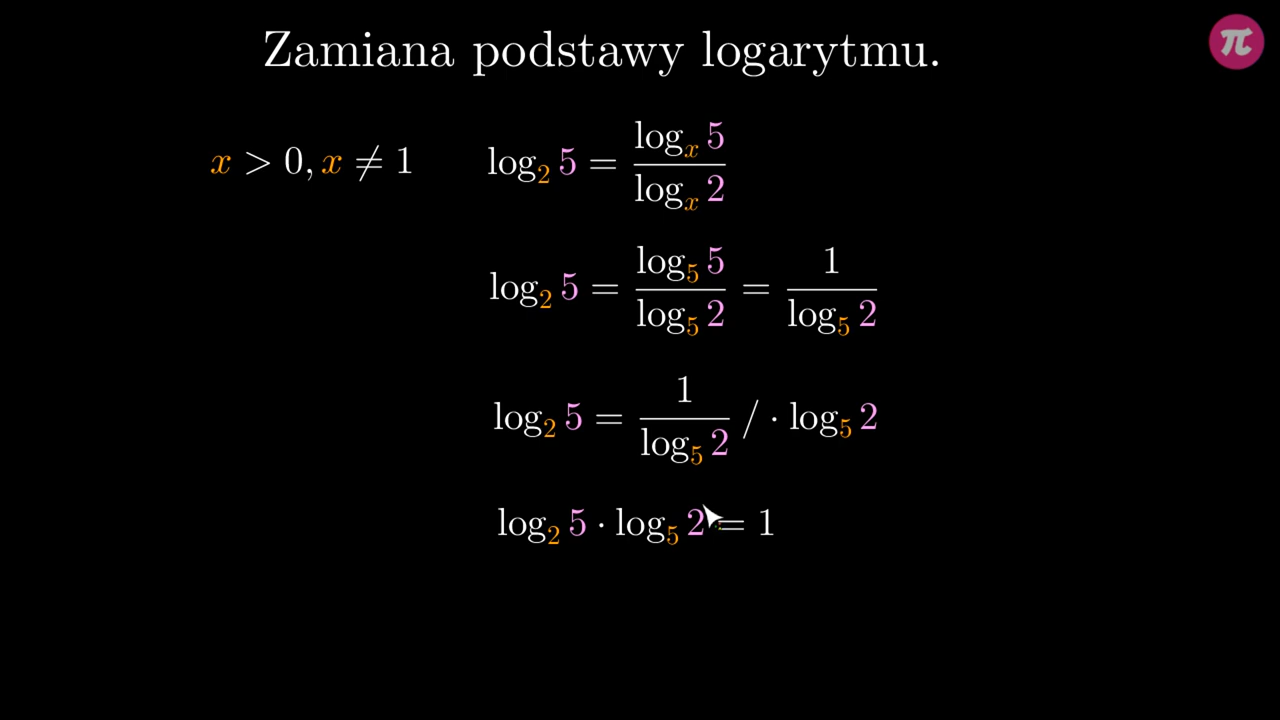 Zamiana podstawy logarytmu.
π
x > 0, x ≠ 1 log₂ 5 = logₓ 5 / logₓ 2
log₂ 5 = log₅ 5 / log₅ 2 = 1 / log₅ 2
log₂ 5 = 1 / log₅ 2 / · log₅ 2
log₂ 5 · log₅ 2 = 1